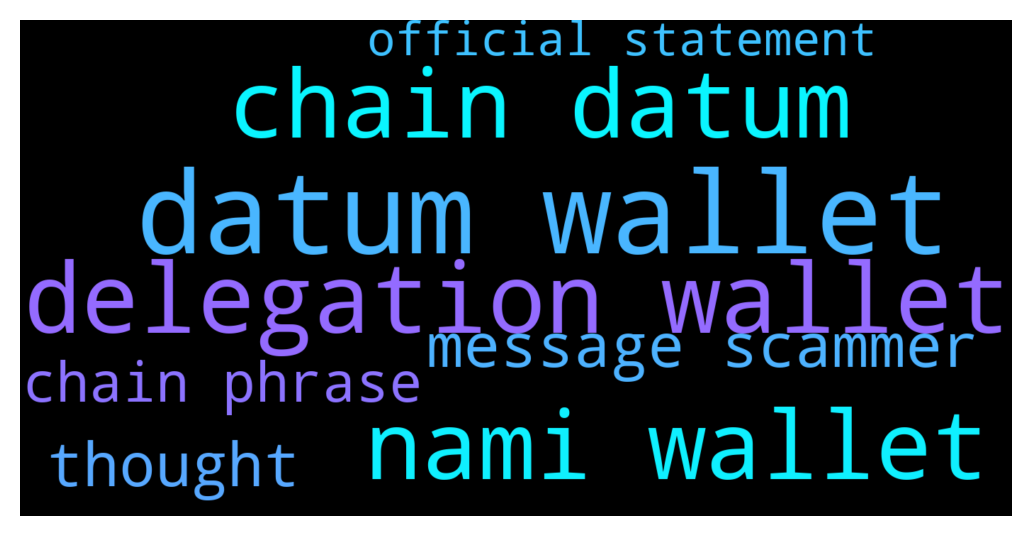 official statement
chain datum
datum wallet
delegation wallet
message scammer
chain phrase
nami wallet
thought